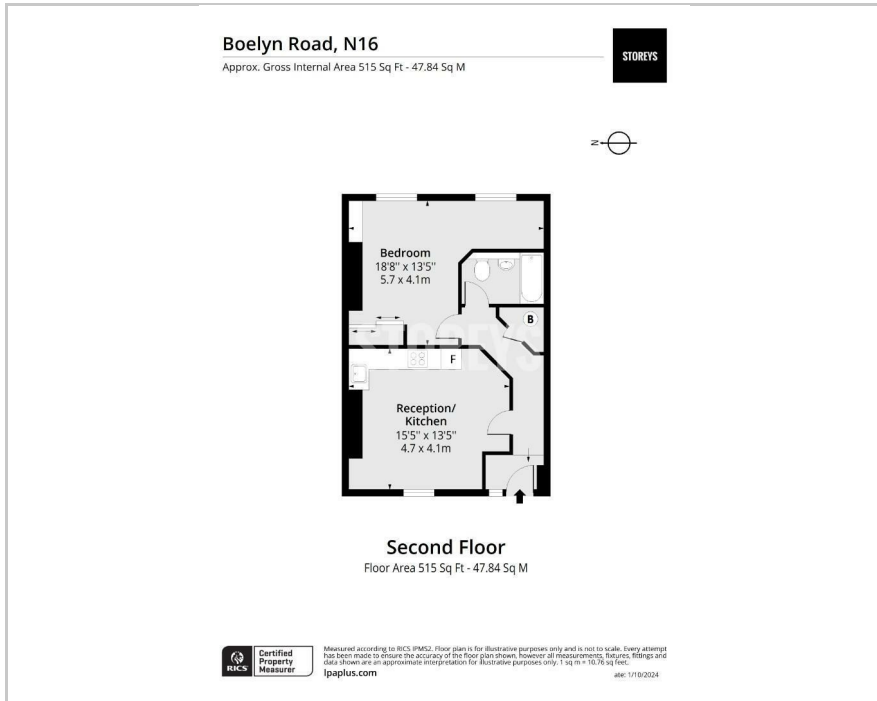 Boelyn Road, N16
Approx. Gross Internal Area 515 Sq Ft - 47.84 Sq M
STOREYS
N
Bedroom
18'8" x 13'5"
5.7 x 4.1m
B
STOREYS
F
Reception/
Kitchen
15'5" x 13'5"
4.7 x 4.1m
Second Floor
Floor Area 515 Sq Ft - 47.84 Sq M
RICS
Certified
Property
Measurer
Measured according to RICS IPMS2. Floor plan is for illustrative purposes only and is not to scale. Every attempt
has been made to ensure the accuracy of the floor plan shown, however all measurements, fixtures, fittings and
data shown are an approximate interpretation for illustrative purposes only. 1 sq m = 10.76 sq feet.
lpaplus.com
ate: 1/10/2024